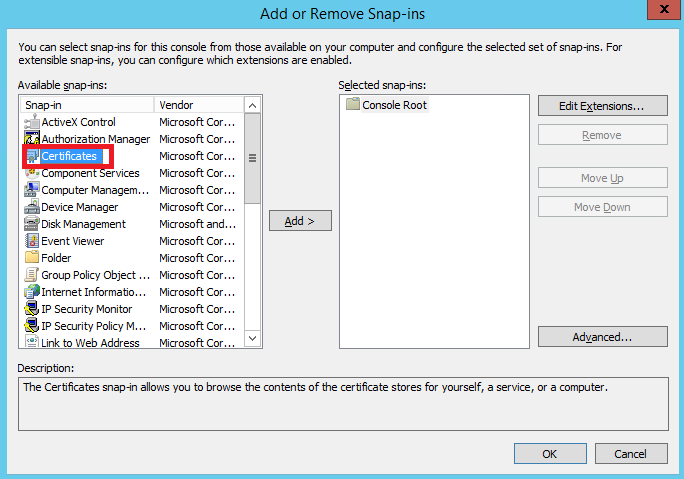 Add or Remove Snap-ins
x
You can select snap-ins for this console from those available on your computer and configure the selected set of snap-ins. For
extensible snap-ins, you can configure which extensions are enabled.
Available snap-ins:
Snap-in Vendor
ActiveX Control Microsoft Cor...
Authorization Manager Microsoft Cor...
Certificates Microsoft Cor...
Component Services Microsoft Cor...
Computer Managem... Microsoft Cor...
Device Manager Microsoft Cor...
Disk Management Microsoft and...
Event Viewer Microsoft Cor...
Folder Microsoft Cor...
Group Policy Object ... Microsoft Cor...
Internet Informatio... Microsoft Cor...
IP Security Monitor Microsoft Cor...
IP Security Policy M... Microsoft Cor...
Link to Web Address Microsoft Cor...
Add >
Selected snap-ins:
Console Root
Edit Extensions...
Remove
Move Up
Move Down
Advanced...
Description:
The Certificates snap-in allows you to browse the contents of the certificate stores for yourself, a service, or a computer.
OK
Cancel